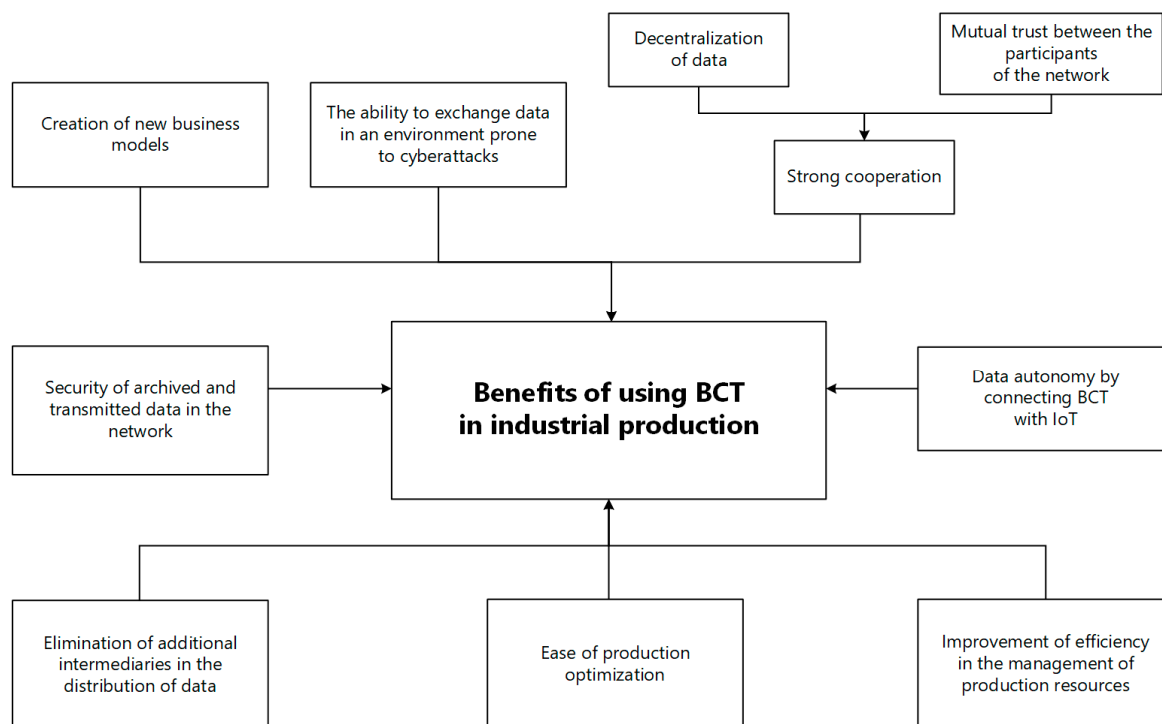 Decentralization
of data
Mutual trust between the
participants
of the network
Creation of new business
models
The ability to exchange data
in an environment prone
to cyberattacks
Strong cooperation
Security of archived and
transmitted data in the
network
Benefits of using BCT
in industrial production
Data autonomy by
connecting BCT
with IoT
Elimination of additional
intermediaries in the
distribution of data
Ease of production
optimization
Improvement of efficiency
in the management of
production resources